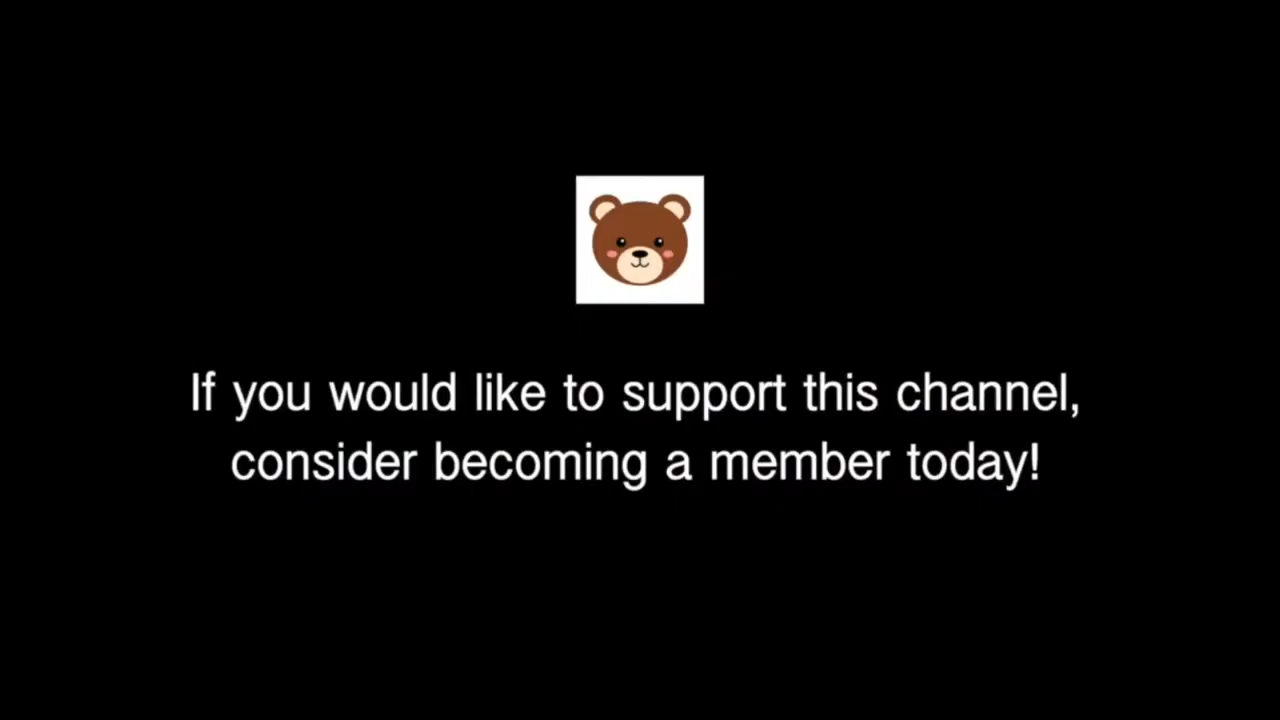 If you would like to support this channel,
consider becoming a member today!